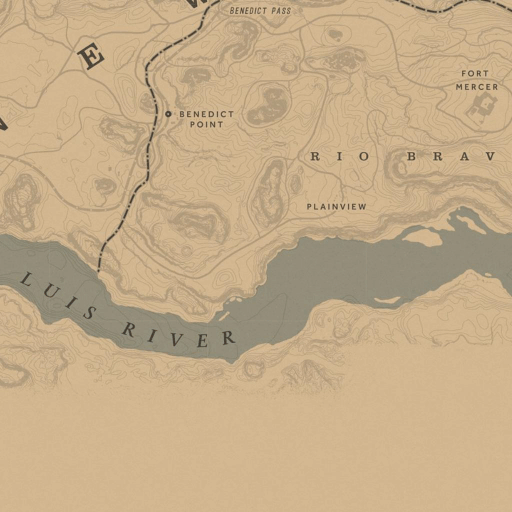 BENEDICT PASS
E
FORT
MERCER
BENEDICT
POINT
RIO BRAV
PLAINVIEW
LUIS RIVER